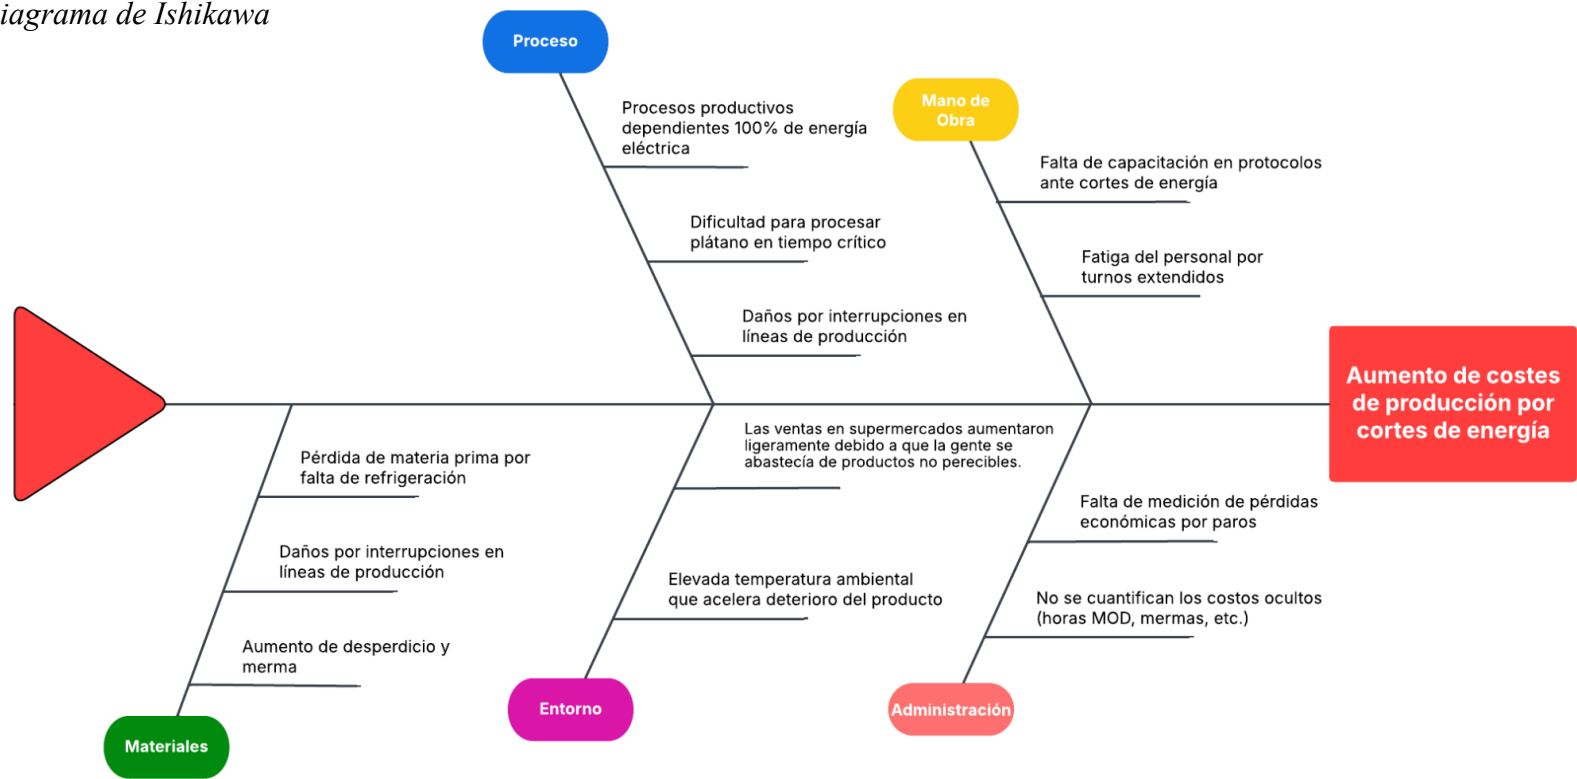 iagrama de Ishikawa
Proceso
Procesos productivos
dependientes 100% de energía
eléctrica
Dificultad para procesar
plátano en tiempo crítico
Daños por interrupciones en
líneas de producción
Mano de
Obra
Falta de capacitación en protocolos
ante cortes de energía
Fatiga del personal por
turnos extendidos
Aumento de costes
de producción por
cortes de energía
Pérdida de materia prima por
falta de refrigeración
Daños por interrupciones en
líneas de producción
Aumento de desperdicio y
merma
Materiales
Las ventas en supermercados aumentaron
ligeramente debido a que la gente se
abastecía de productos no perecibles.
Elevada temperatura ambiental
que acelera deterioro del producto
Entorno
Falta de medición de pérdidas
económicas por paros
No se cuantifican los costos ocultos
(horas MOD, mermas, etc.)
Administración